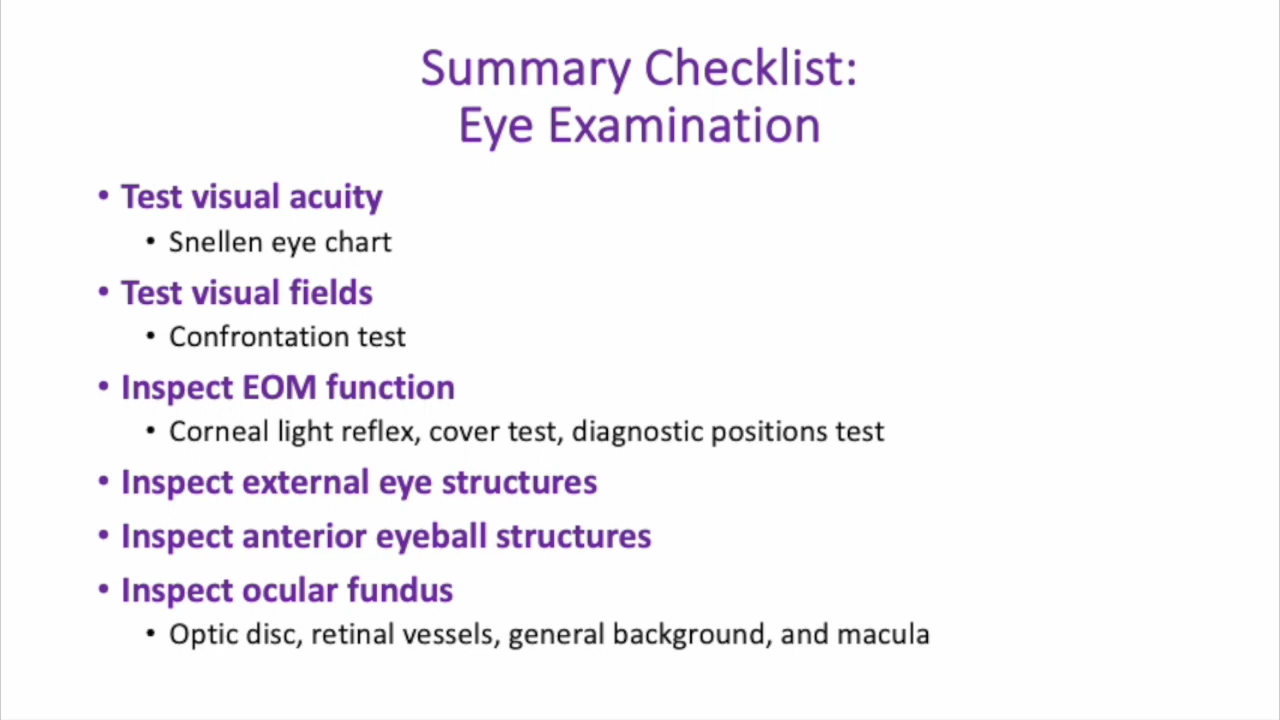 Summary Checklist:
Eye Examination
• Test visual acuity
• Snellen eye chart
• Test visual fields
• Confrontation test
• Inspect EOM function
• Corneal light reflex, cover test, diagnostic positions test
• Inspect external eye structures
• Inspect anterior eyeball structures
• Inspect ocular fundus
• Optic disc, retinal vessels, general background, and macula